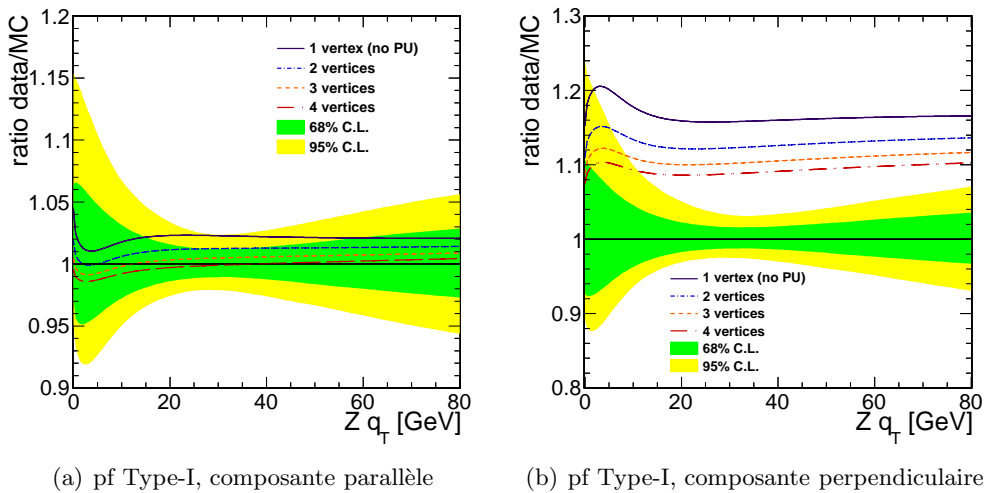 ratio data/MC
1.2
1.15
1.1
1.05
1
0.95
0.9
1 vertex (no PU)
2 vertices
3 vertices
4 vertices
68% C.L.
95% C.L.
0 20 40 60 80
Z q_T [GeV]
(a) pf Type-I, composante parallèle
ratio data/MC
1.3
1.2
1.1
1
0.9
0.8
1 vertex (no PU)
2 vertices
3 vertices
4 vertices
68% C.L.
95% C.L.
0 20 40 60 80
Z q_T [GeV]
(b) pf Type-I, composante perpendiculaire